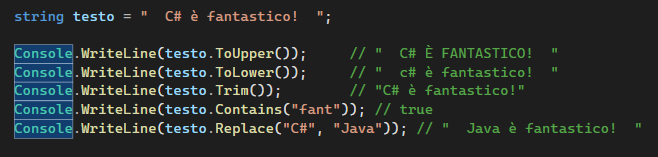 string testo = "  C# è fantastico!  ";

Console.WriteLine(testo.ToUpper());     // "  C# È FANTASTICO!  "
Console.WriteLine(testo.ToLower());     // "  c# è fantastico!  "
Console.WriteLine(testo.Trim());        // "C# è fantastico!"
Console.WriteLine(testo.Contains("fant")); // true
Console.WriteLine(testo.Replace("C#", "Java")); // "  Java è fantastico!  "